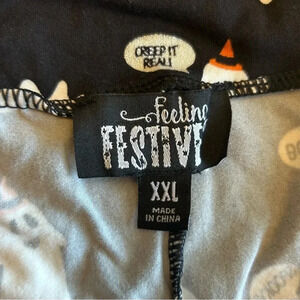 CREEP IT
REAL!
Feeling
FESTIVE
XXL
MADE
IN CHINA